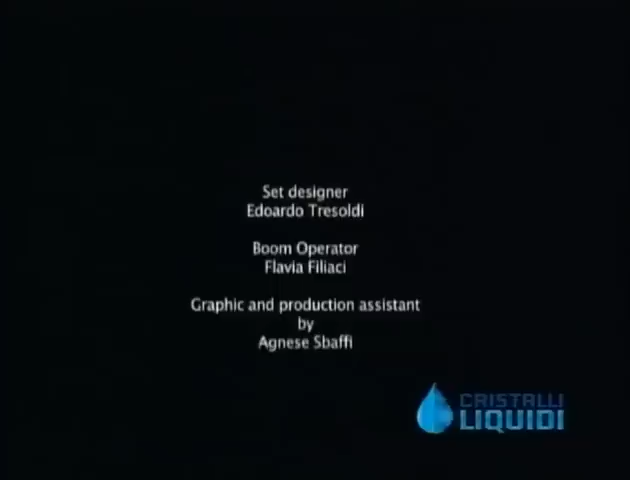 Set designer
Edoardo Tresoldi
Boom Operator
Flavia Filiaci
Graphic and production assistant
by
Agnese Sbaffi
CRISTALLI
LIQUIDI